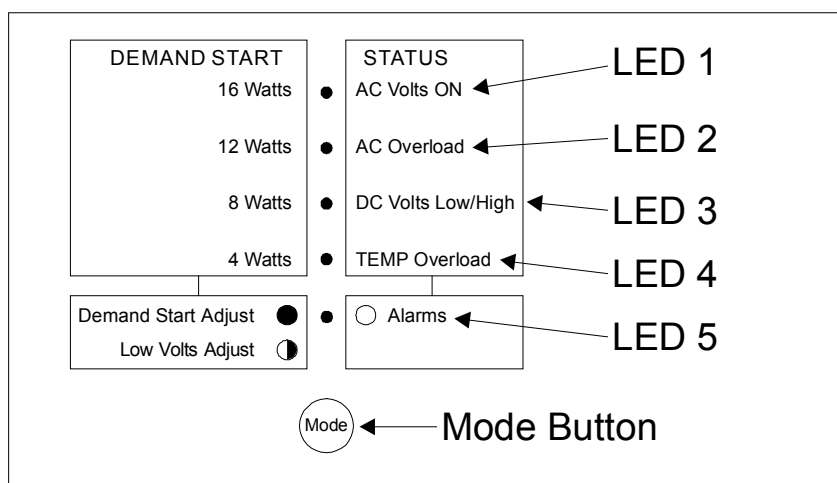 DEMAND START
16 Watts
12 Watts
8 Watts
4 Watts
STATUS
AC Volts ON
AC Overload
DC Volts Low/High
TEMP Overload
LED 1
LED 2
LED 3
LED 4
LED 5
Demand Start Adjust
Low Volts Adjust
Alarms
Mode
Mode Button